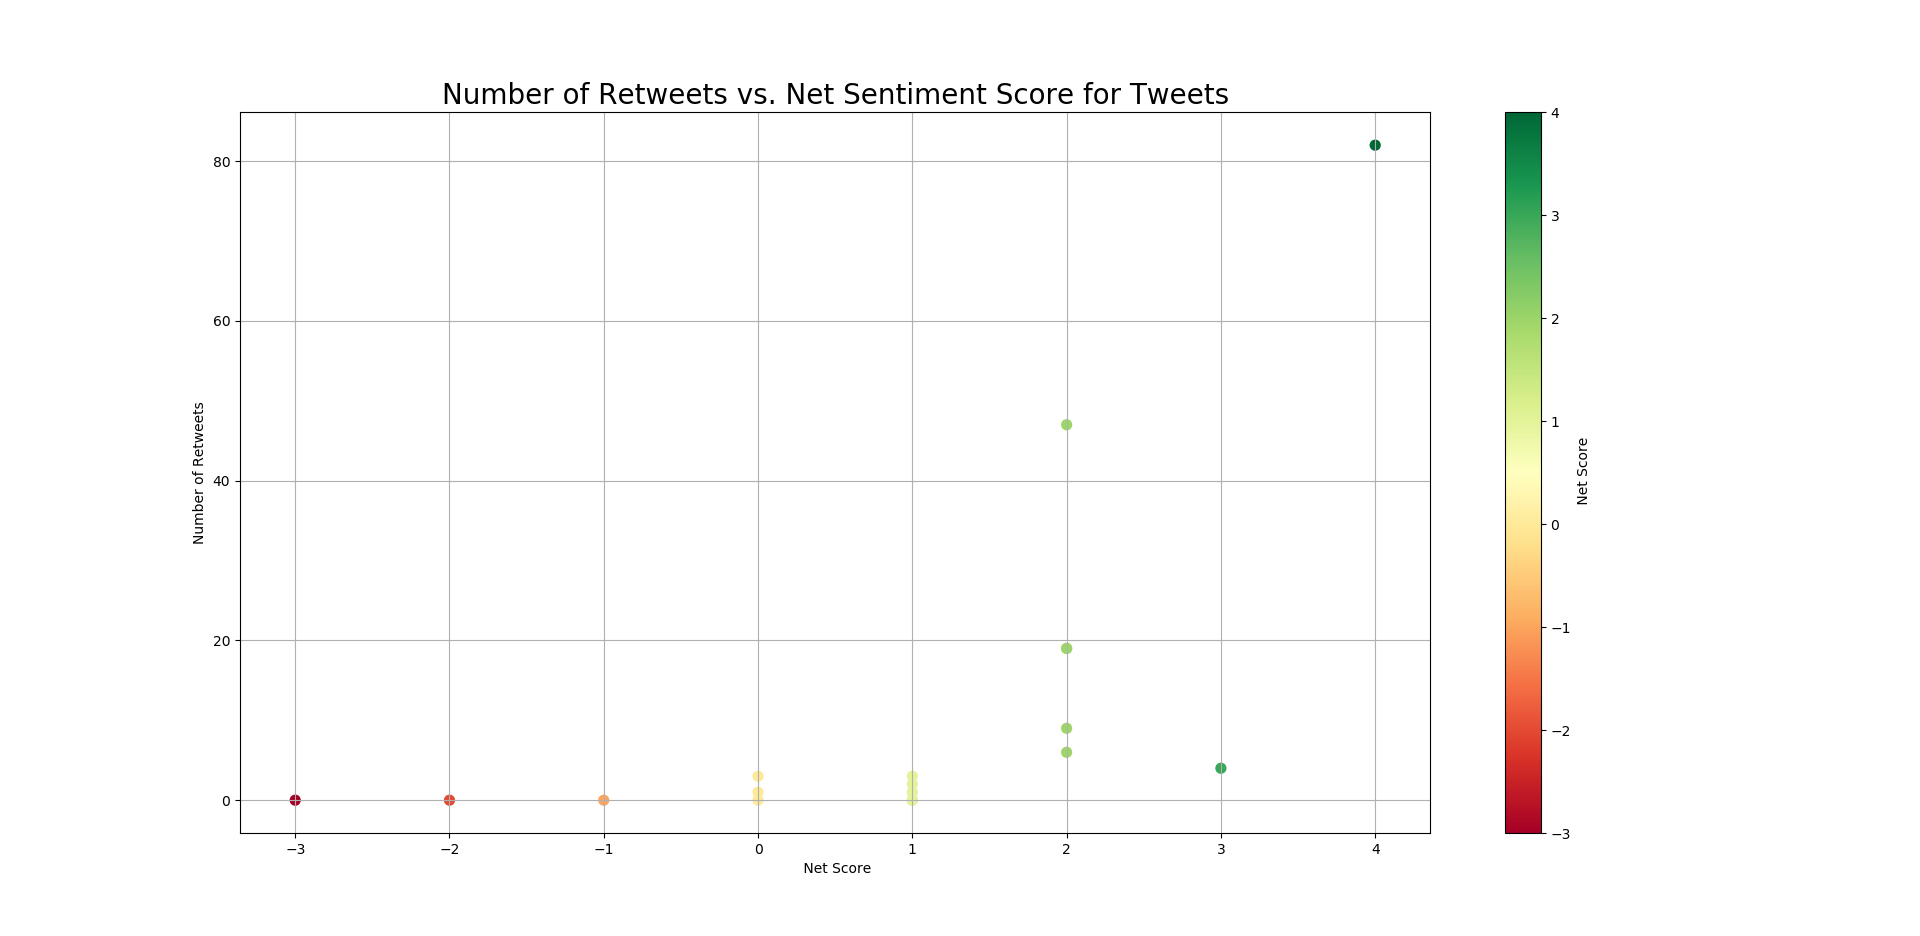 Number of Retweets vs. Net Sentiment Score for Tweets
80
60
40
20
0
Number of Retweets
−3 −2 −1 0 1 2 3 4
Net Score
4
3
2
1
0
−1
−2
−3
Net Score